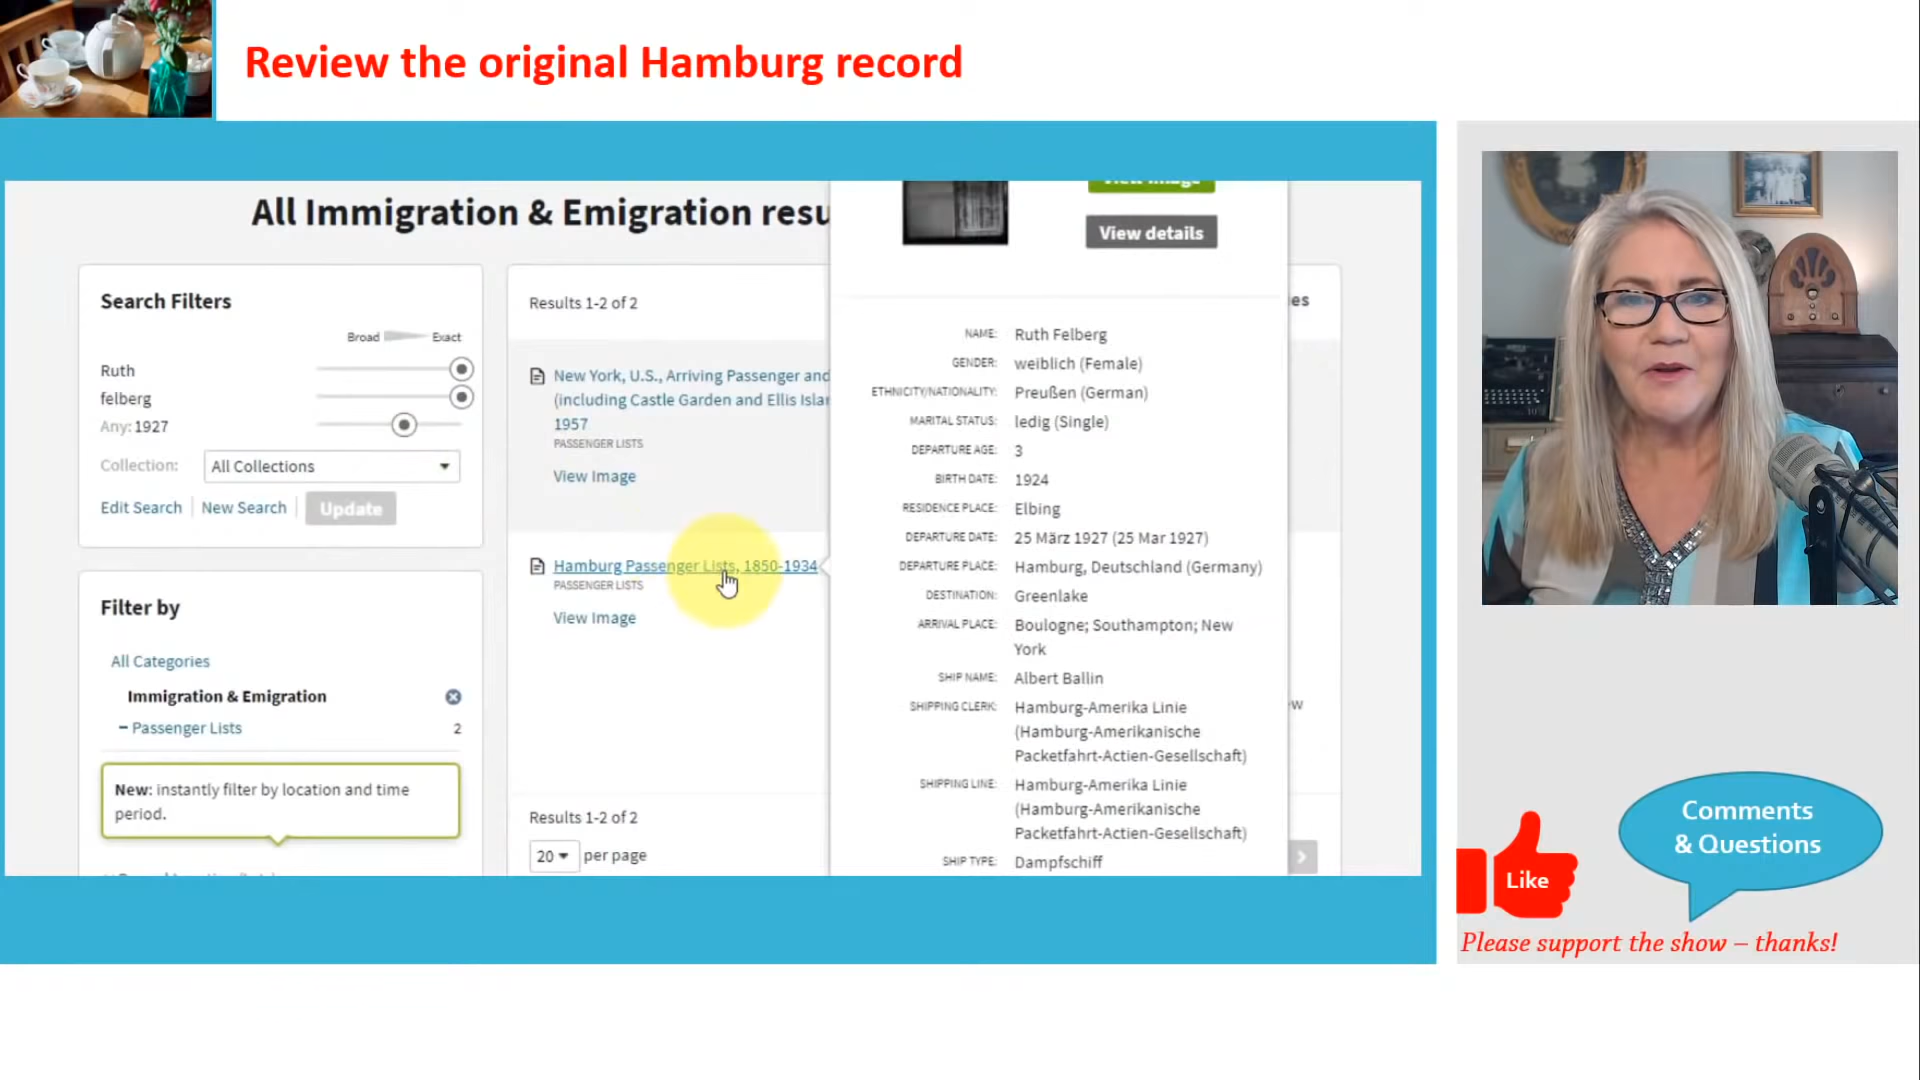 Review the original Hamburg record
All Immigration & Emigration resu
Search Filters
Broad Exact
Ruth
felberg
Any: 1927
Collection: All Collections
Edit Search New Search Update
Filter by
All Categories
Immigration & Emigration
Passenger Lists 2
New: instantly filter by location and time
period.
Results 1-2 of 2
New York, U.S., Arriving Passenger and
(including Castle Garden and Ellis Islan
1957
PASSENGER LISTS
View Image
Hamburg Passenger Lists, 1850-1934
PASSENGER LISTS
View Image
Results 1-2 of 2
20 per page
View Image
View details
NAME: Ruth Felberg
GENDER: weiblich (Female)
ETHNICITY/NATIONALITY: Preußen (German)
MARITAL STATUS: ledig (Single)
DEPARTURE AGE: 3
BIRTH DATE: 1924
RESIDENCE PLACE: Elbing
DEPARTURE DATE: 25 März 1927 (25 Mar 1927)
DEPARTURE PLACE: Hamburg, Deutschland (Germany)
DESTINATION: Greenlake
ARRIVAL PLACE: Boulogne; Southampton; New
York
SHIP NAME: Albert Ballin
SHIPPING CLERK: Hamburg-Amerika Linie
(Hamburg-Amerikanische
Packetfahrt-Actien-Gesellschaft)
SHIPPING LINE: Hamburg-Amerika Linie
(Hamburg-Amerikanische
Packetfahrt-Actien-Gesellschaft)
SHIP TYPE: Dampfschiff
es
w
Comments
& Questions
Like
Please support the show – thanks!